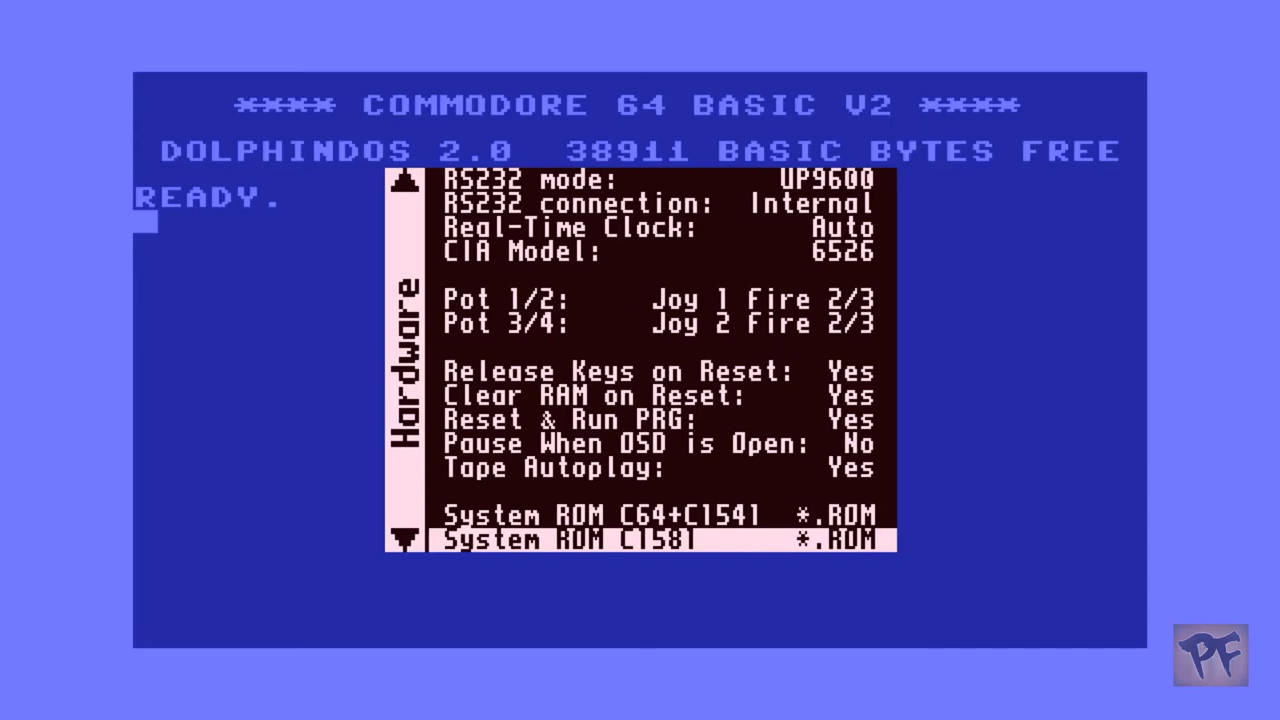 **** COMMODORE 64 BASIC V2 ****
DOLPHINDOS 2.0 38911 BASIC BYTES FREE
READY.
Hardware
RS232 mode: UP9600
RS232 connection: Internal
Real-Time Clock: Auto
CIA Model: 6526
Pot 1/2: Joy 1 Fire 2/3
Pot 3/4: Joy 2 Fire 2/3
Release Keys on Reset: Yes
Clear RAM on Reset: Yes
Reset & Run PRG: Yes
Pause When OSD is Open: No
Tape Autoplay: Yes
System ROM C64+C1541 *.ROM
System ROM C1581 *.ROM
PF